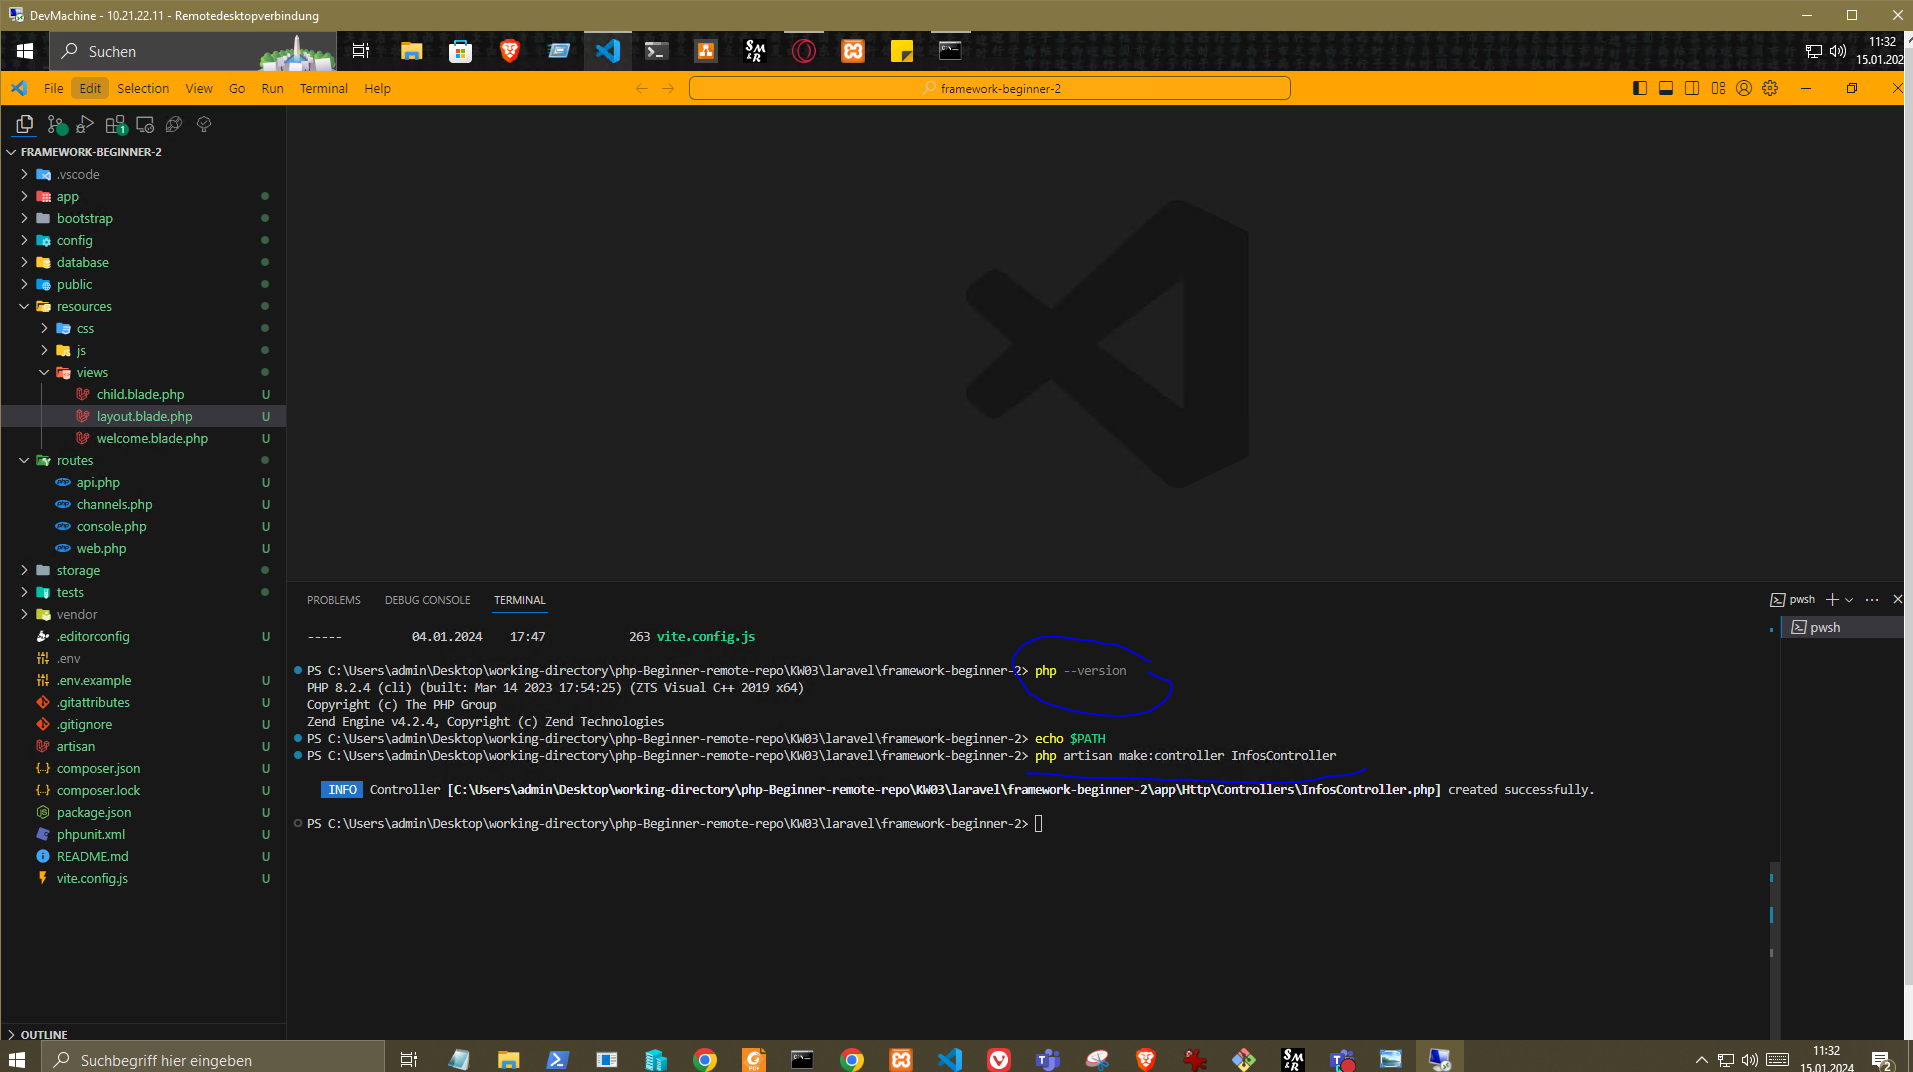 DevMachine - 10.21.22.11 - Remotedesktopverbindung
Suchen
11:32
15.01.202
File Edit Selection View Go Run Terminal Help
framework-beginner-2
1
FRAMEWORK-BEGINNER-2
.vscode
app
bootstrap
config
database
public
resources
css
js
views
child.blade.php U
layout.blade.php U
welcome.blade.php U
routes
api.php U
channels.php U
console.php U
web.php U
storage
tests
vendor
.editorconfig U
.env
.env.example U
.gitattributes U
.gitignore U
artisan U
composer.json U
composer.lock U
package.json U
phpunit.xml U
README.md U
vite.config.js U
OUTLINE
PROBLEMS DEBUG CONSOLE TERMINAL
pwsh
pwsh
----- 04.01.2024 17:47 263 vite.config.js
PS C:\Users\admin\Desktop\working-directory\php-Beginner-remote-repo\KW03\laravel\framework-beginner-2> php --version
PHP 8.2.4 (cli) (built: Mar 14 2023 17:54:25) (ZTS Visual C++ 2019 x64)
Copyright (c) The PHP Group
Zend Engine v4.2.4, Copyright (c) Zend Technologies
PS C:\Users\admin\Desktop\working-directory\php-Beginner-remote-repo\KW03\laravel\framework-beginner-2> echo $PATH
PS C:\Users\admin\Desktop\working-directory\php-Beginner-remote-repo\KW03\laravel\framework-beginner-2> php artisan make:controller InfosController
INFO Controller [C:\Users\admin\Desktop\working-directory\php-Beginner-remote-repo\KW03\laravel\framework-beginner-2\app\Http\Controllers\InfosController.php] created successfully.
PS C:\Users\admin\Desktop\working-directory\php-Beginner-remote-repo\KW03\laravel\framework-beginner-2>
Suchbegriff hier eingeben
11:32
15.01.2024
2